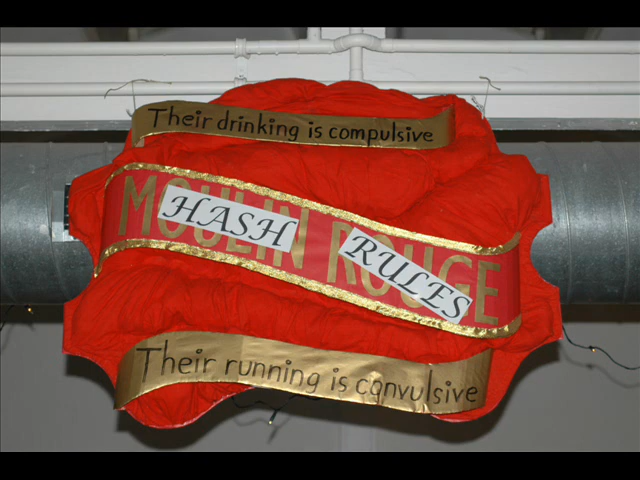 Their drinking is compulsive
MOULIN ROUGE
HASH RULES
Their running is convulsive